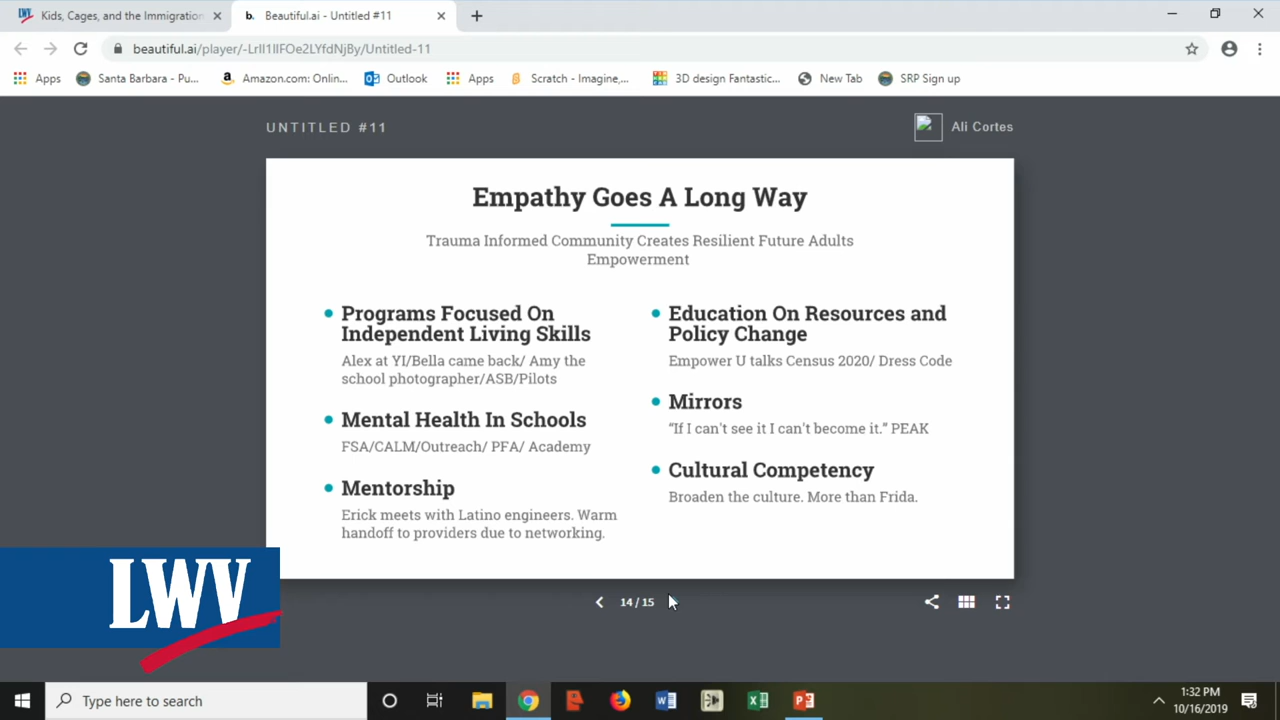 Kids, Cages, and the Immigration
b. Beautiful.ai - Untitled #11
beautiful.ai/player/-LrIl1lIFOe2LYfdNjBy/Untitled-11
Apps
Santa Barbara - Pu...
Amazon.com: Onlin...
Outlook
Apps
Scratch - Imagine,...
3D design Fantastic...
New Tab
SRP Sign up
UNTITLED #11
Ali Cortes
Empathy Goes A Long Way
Trauma Informed Community Creates Resilient Future Adults
Empowerment
Programs Focused On
Independent Living Skills
Alex at YI/Bella came back/ Amy the
school photographer/ASB/Pilots
Mental Health In Schools
FSA/CALM/Outreach/ PFA/ Academy
Mentorship
Erick meets with Latino engineers. Warm
handoff to providers due to networking.
Education On Resources and
Policy Change
Empower U talks Census 2020/ Dress Code
Mirrors
“If I can't see it I can't become it.” PEAK
Cultural Competency
Broaden the culture. More than Frida.
LWV
14 / 15
Type here to search
1:32 PM
10/16/2019